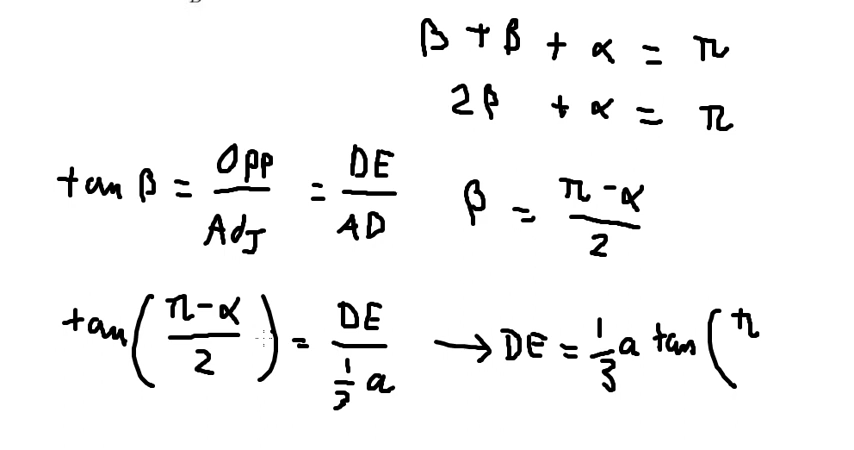 β + β + α = π
2β + α = π
tan β = Opp/Adj = DE/AD
β = (π-α)/2
tan((π-α)/2) = DE/(1/3 a) → DE = 1/3 a tan(π